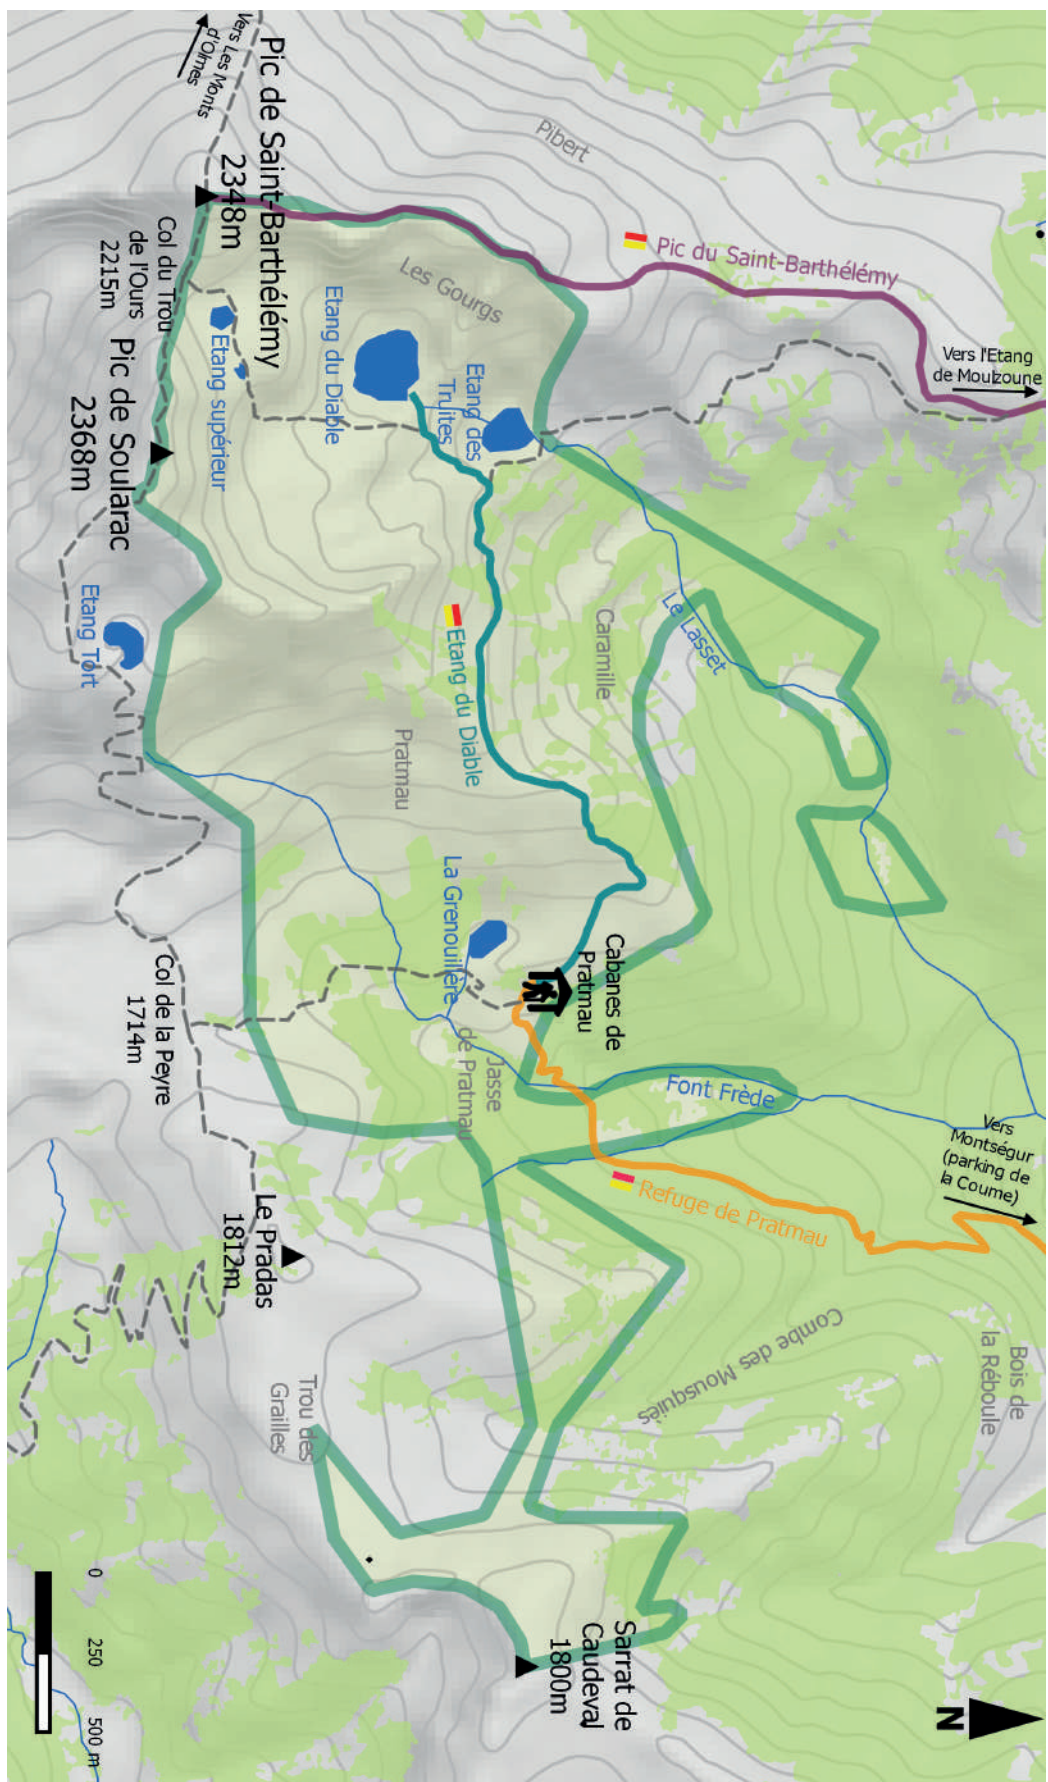 Vers Les Monts
d'Olmes
Pic de Saint-Barthélémy
2348m
Pibert
Pic du Saint-Barthélémy
Vers l'Etang
de Moulzoune
Les Gourgs
Col du Trou
de l'Ours
2215m
Etang supérieur
Etang du Diable
Etang des
Truites
Pic de Soularac
2368m
Etang Tort
Caramille
Le Lasset
Etang du Diable
Pratmau
La Grenouillère
Cabanes de
Pratmau
Jasse
de Pratmau
Font Frède
Vers
Montségur
(parking de
la Coume)
Col de la Peyre
1714m
Refuge de Pratmau
Le Pradas
1812m
Combe des Mousquiès
Bois de
la Réboule
Trou des
Grailles
Sarrat de
Caudeval
1800m
0 250 500 m
N